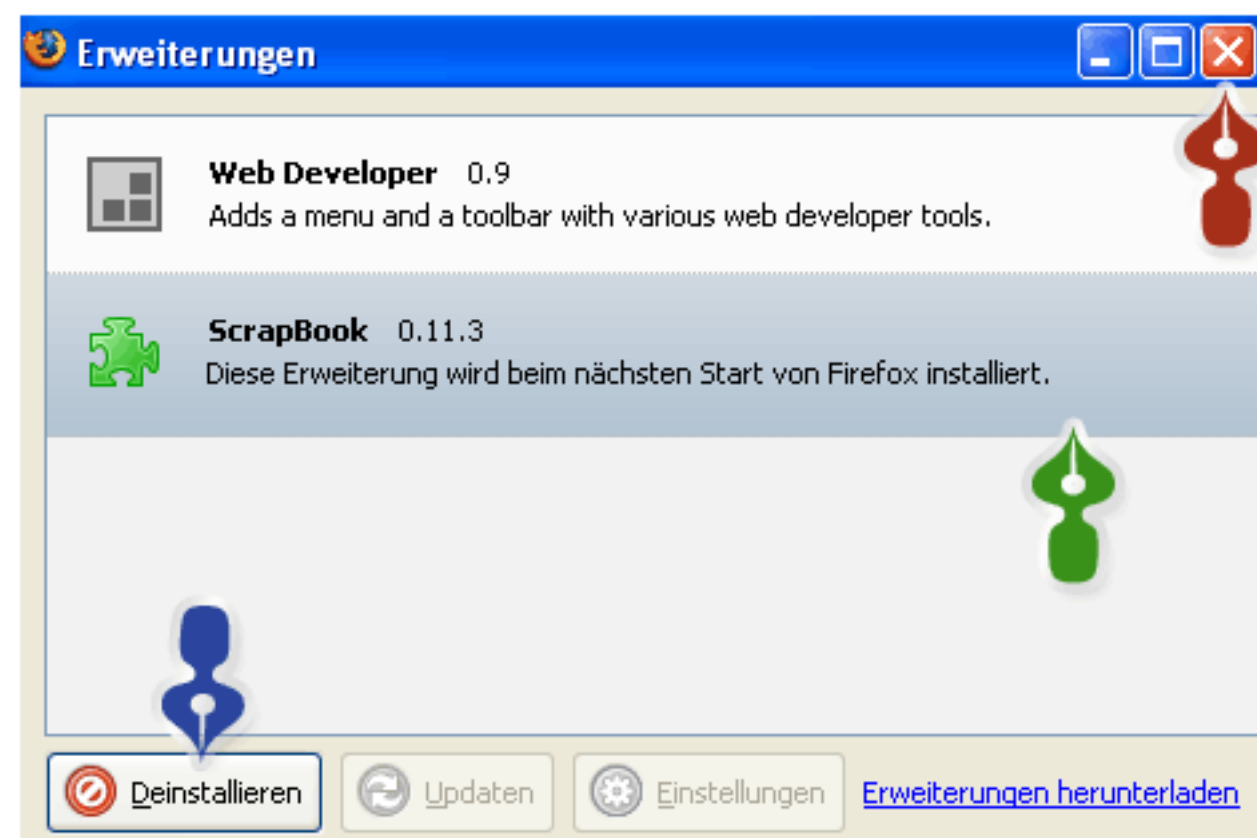 Erweiterungen
Web Developer 0.9
Adds a menu and a toolbar with various web developer tools.
ScrapBook 0.11.3
Diese Erweiterung wird beim nächsten Start von Firefox installiert.
Deinstallieren Updaten Einstellungen Erweiterungen herunterladen